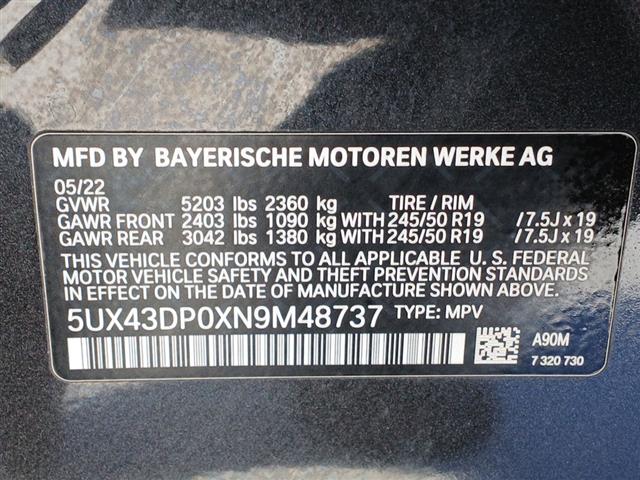 MFD BY BAYERISCHE MOTOREN WERKE AG
05/22
GVWR 5203 lbs 2360 kg TIRE / RIM
GAWR FRONT 2403 lbs 1090 kg WITH 245/50 R19 /7.5J x 19
GAWR REAR 3042 lbs 1380 kg WITH 245/50 R19 /7.5J x 19
THIS VEHICLE CONFORMS TO ALL APPLICABLE U. S. FEDERAL
MOTOR VEHICLE SAFETY AND THEFT PREVENTION STANDARDS
IN EFFECT ON THE DATE OF MANUFACTURE SHOWN ABOVE.
5UX43DP0XN9M48737 TYPE: MPV
A90M
7 320 730